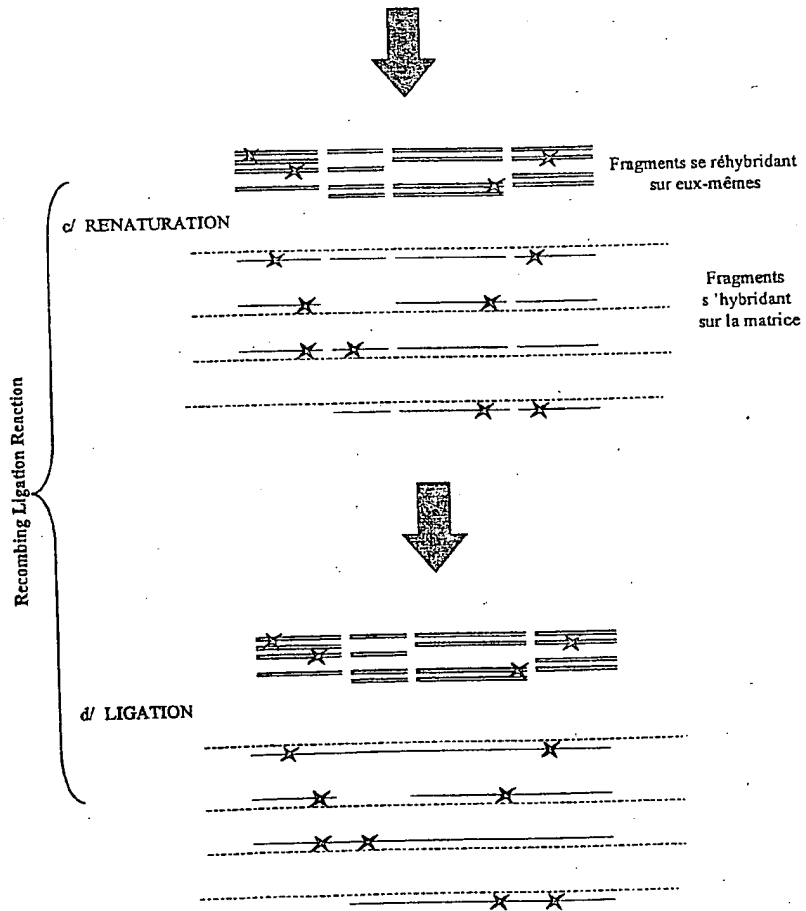 Fragments se réhybridant
sur eux-mêmes
c/ RENATURATION
Fragments
s 'hybridant
sur la matrice
Recombing Ligation Reaction
d/ LIGATION